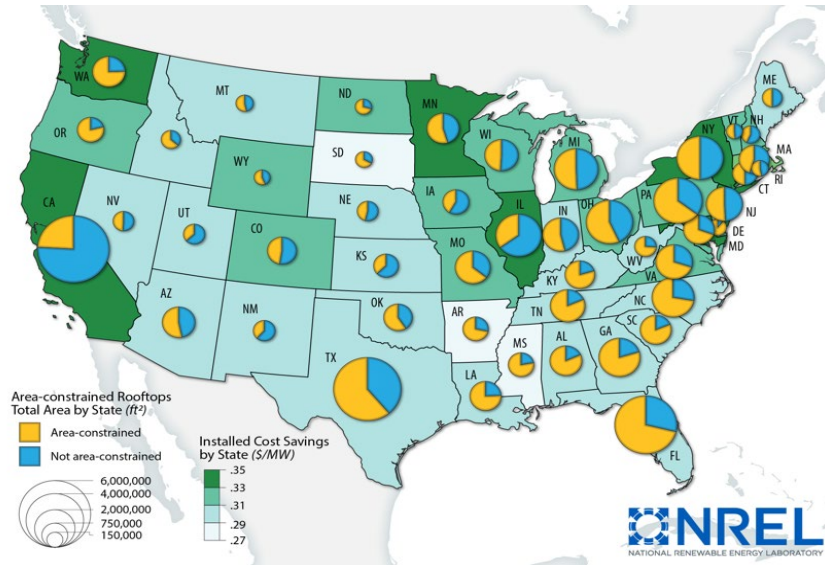 WA
MT
ND
MN
ME
OR
WI
MI
VT
NH
NY
MA
SD
WY
RI
CT
CA
NV
UT
CO
NE
IA
IL
IN
OH
PA
NJ
DE
MD
KS
MO
WV
VA
KY
NC
AZ
NM
OK
AR
TN
SC
TX
LA
MS
AL
GA
FL
Area-constrained Rooftops
Total Area by State (ft²)
Area-constrained
Not area-constrained
6,000,000
4,000,000
2,000,000
750,000
150,000
Installed Cost Savings
by State ($/MW)
.35
.33
.31
.29
.27
NREL
NATIONAL RENEWABLE ENERGY LABORATORY